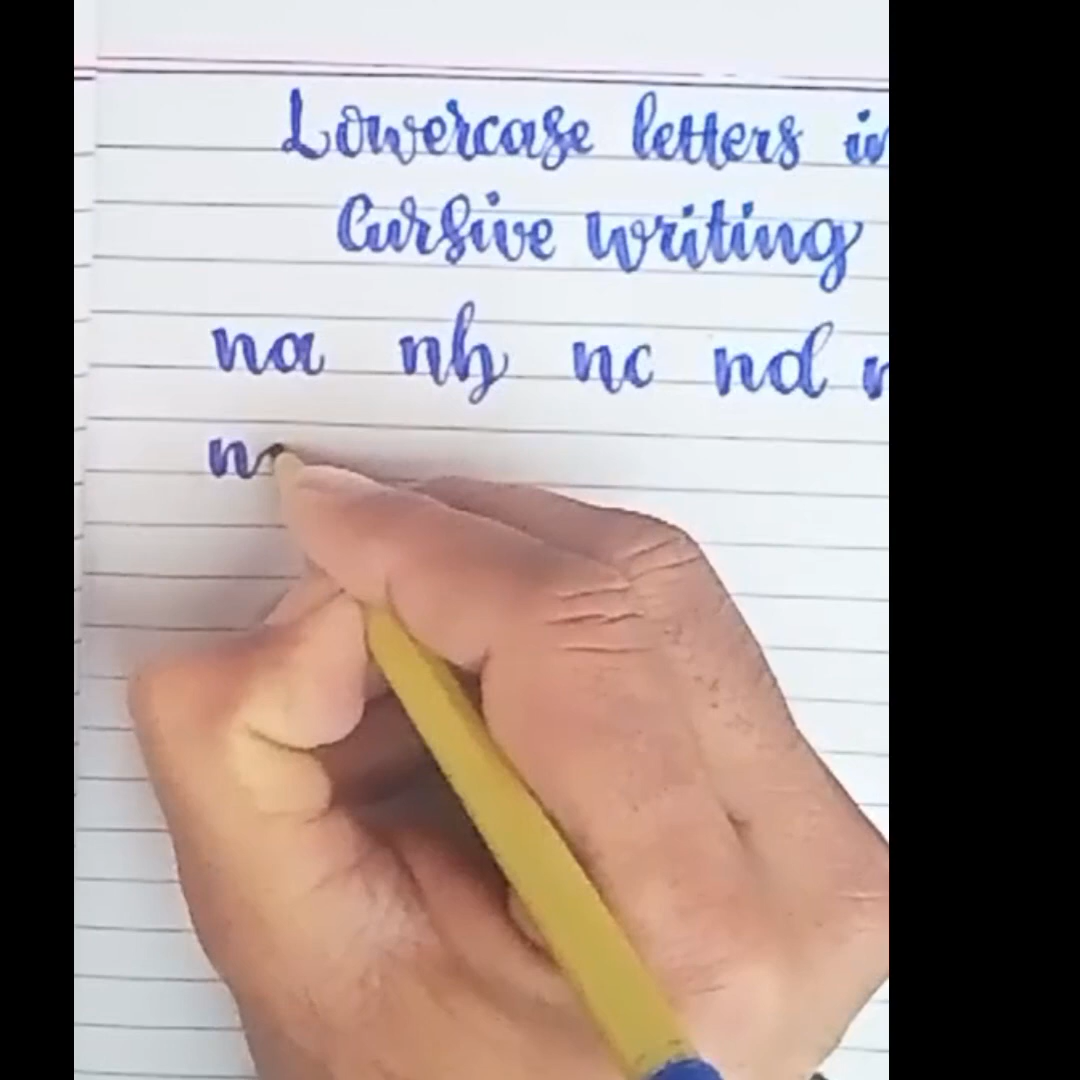 Lowercase letters in
Cursive writing
na nb nc nd n
n